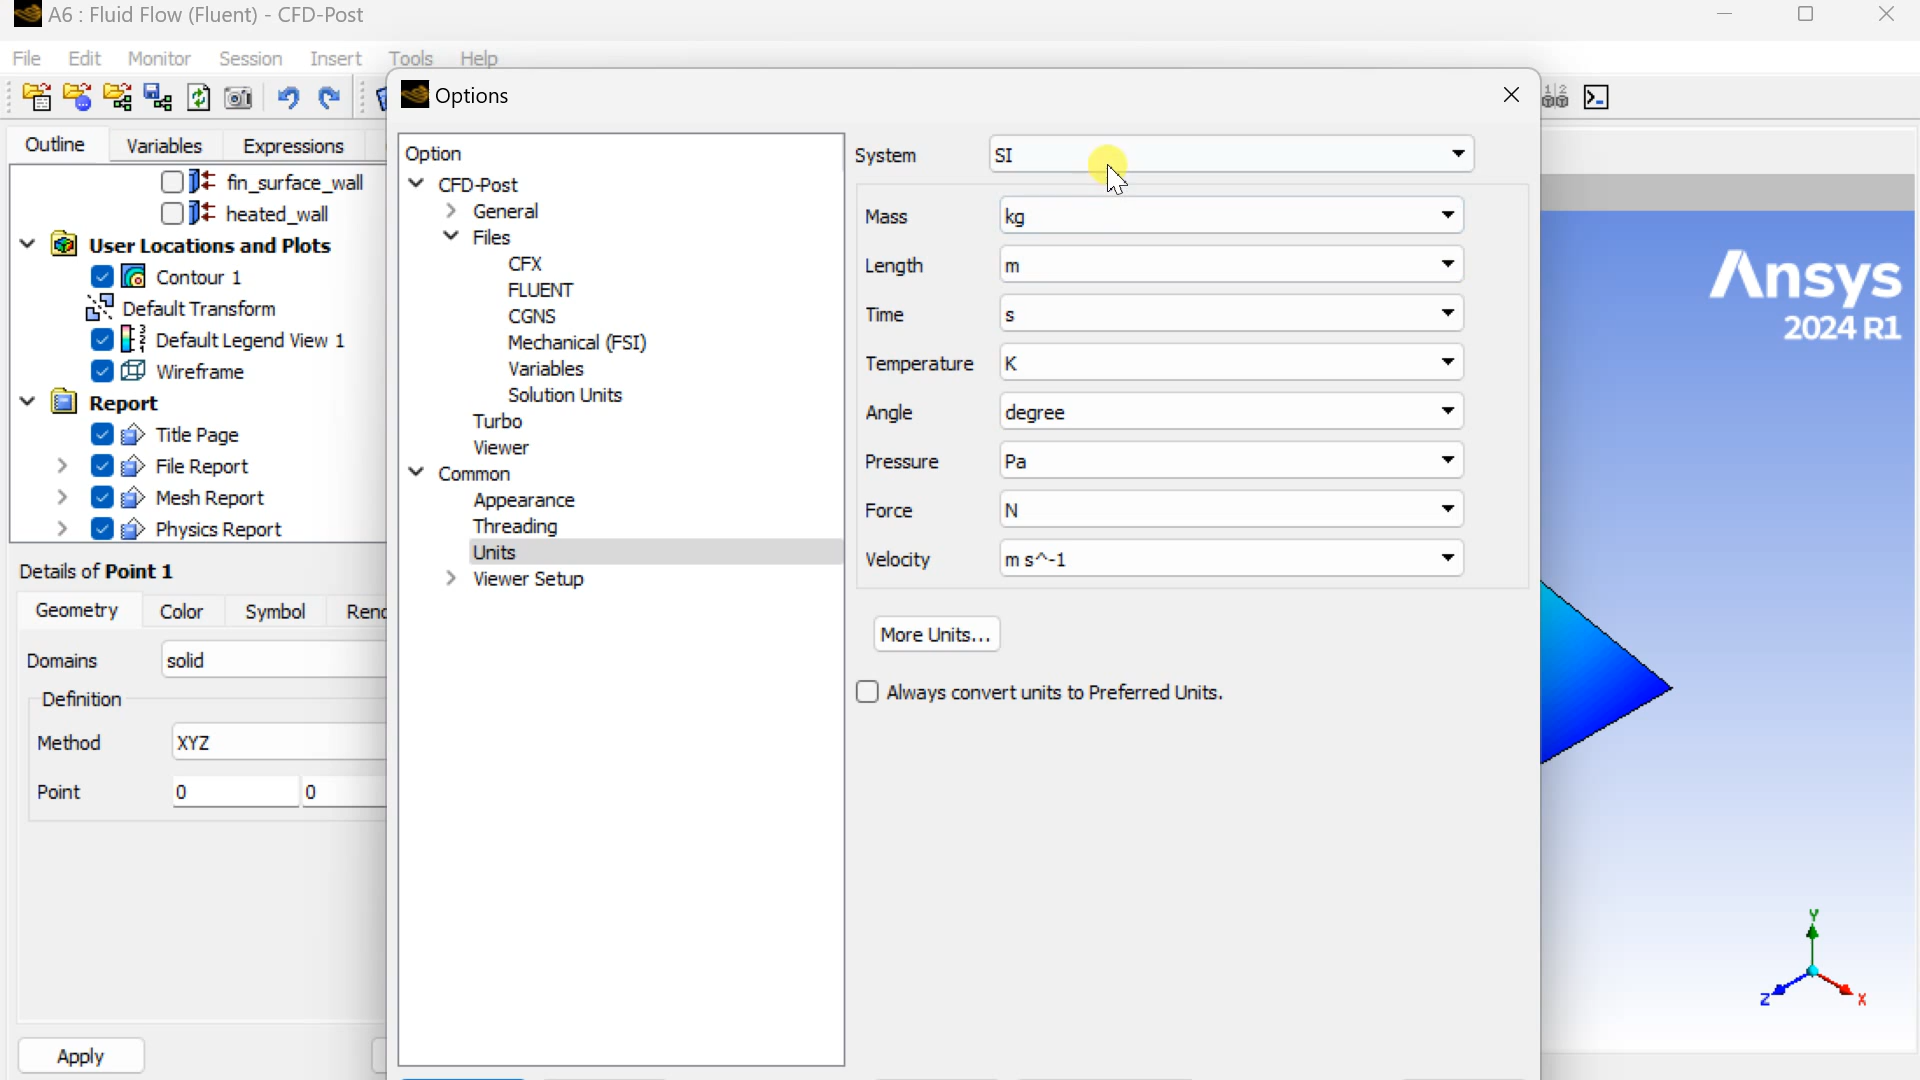 A6 : Fluid Flow (Fluent) - CFD-Post
File Edit Monitor Session Insert Tools Help
Outline Variables Expressions
fin_surface_wall
heated_wall
User Locations and Plots
Contour 1
Default Transform
Default Legend View 1
Wireframe
Report
Title Page
File Report
Mesh Report
Physics Report
Details of Point 1
Geometry Color Symbol
Domains solid
Definition
Method XYZ
Point 0 0
Apply
Options
Option
CFD-Post
General
Files
CFX
FLUENT
CGNS
Mechanical (FSI)
Variables
Solution Units
Turbo
Viewer
Common
Appearance
Threading
Units
Viewer Setup
System SI
Mass kg
Length m
Time s
Temperature K
Angle degree
Pressure Pa
Force N
Velocity m s^-1
More Units...
Always convert units to Preferred Units.
1 2
Ansys
2024 R1
Y
Z X